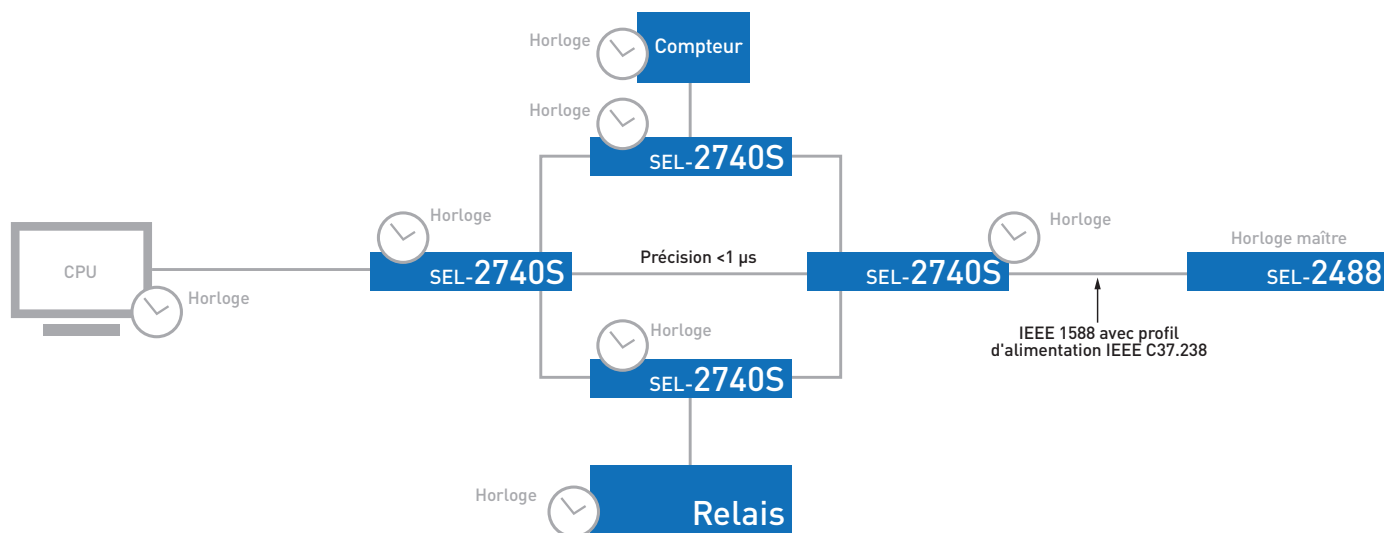 Horloge
Compteur
Horloge
SEL-2740S
Horloge
SEL-2740S
CPU
Horloge
Précision <1 µs
Horloge
SEL-2740S
Horloge maître
SEL-2488
IEEE 1588 avec profil
d'alimentation IEEE C37.238
Horloge
SEL-2740S
Horloge
Relais